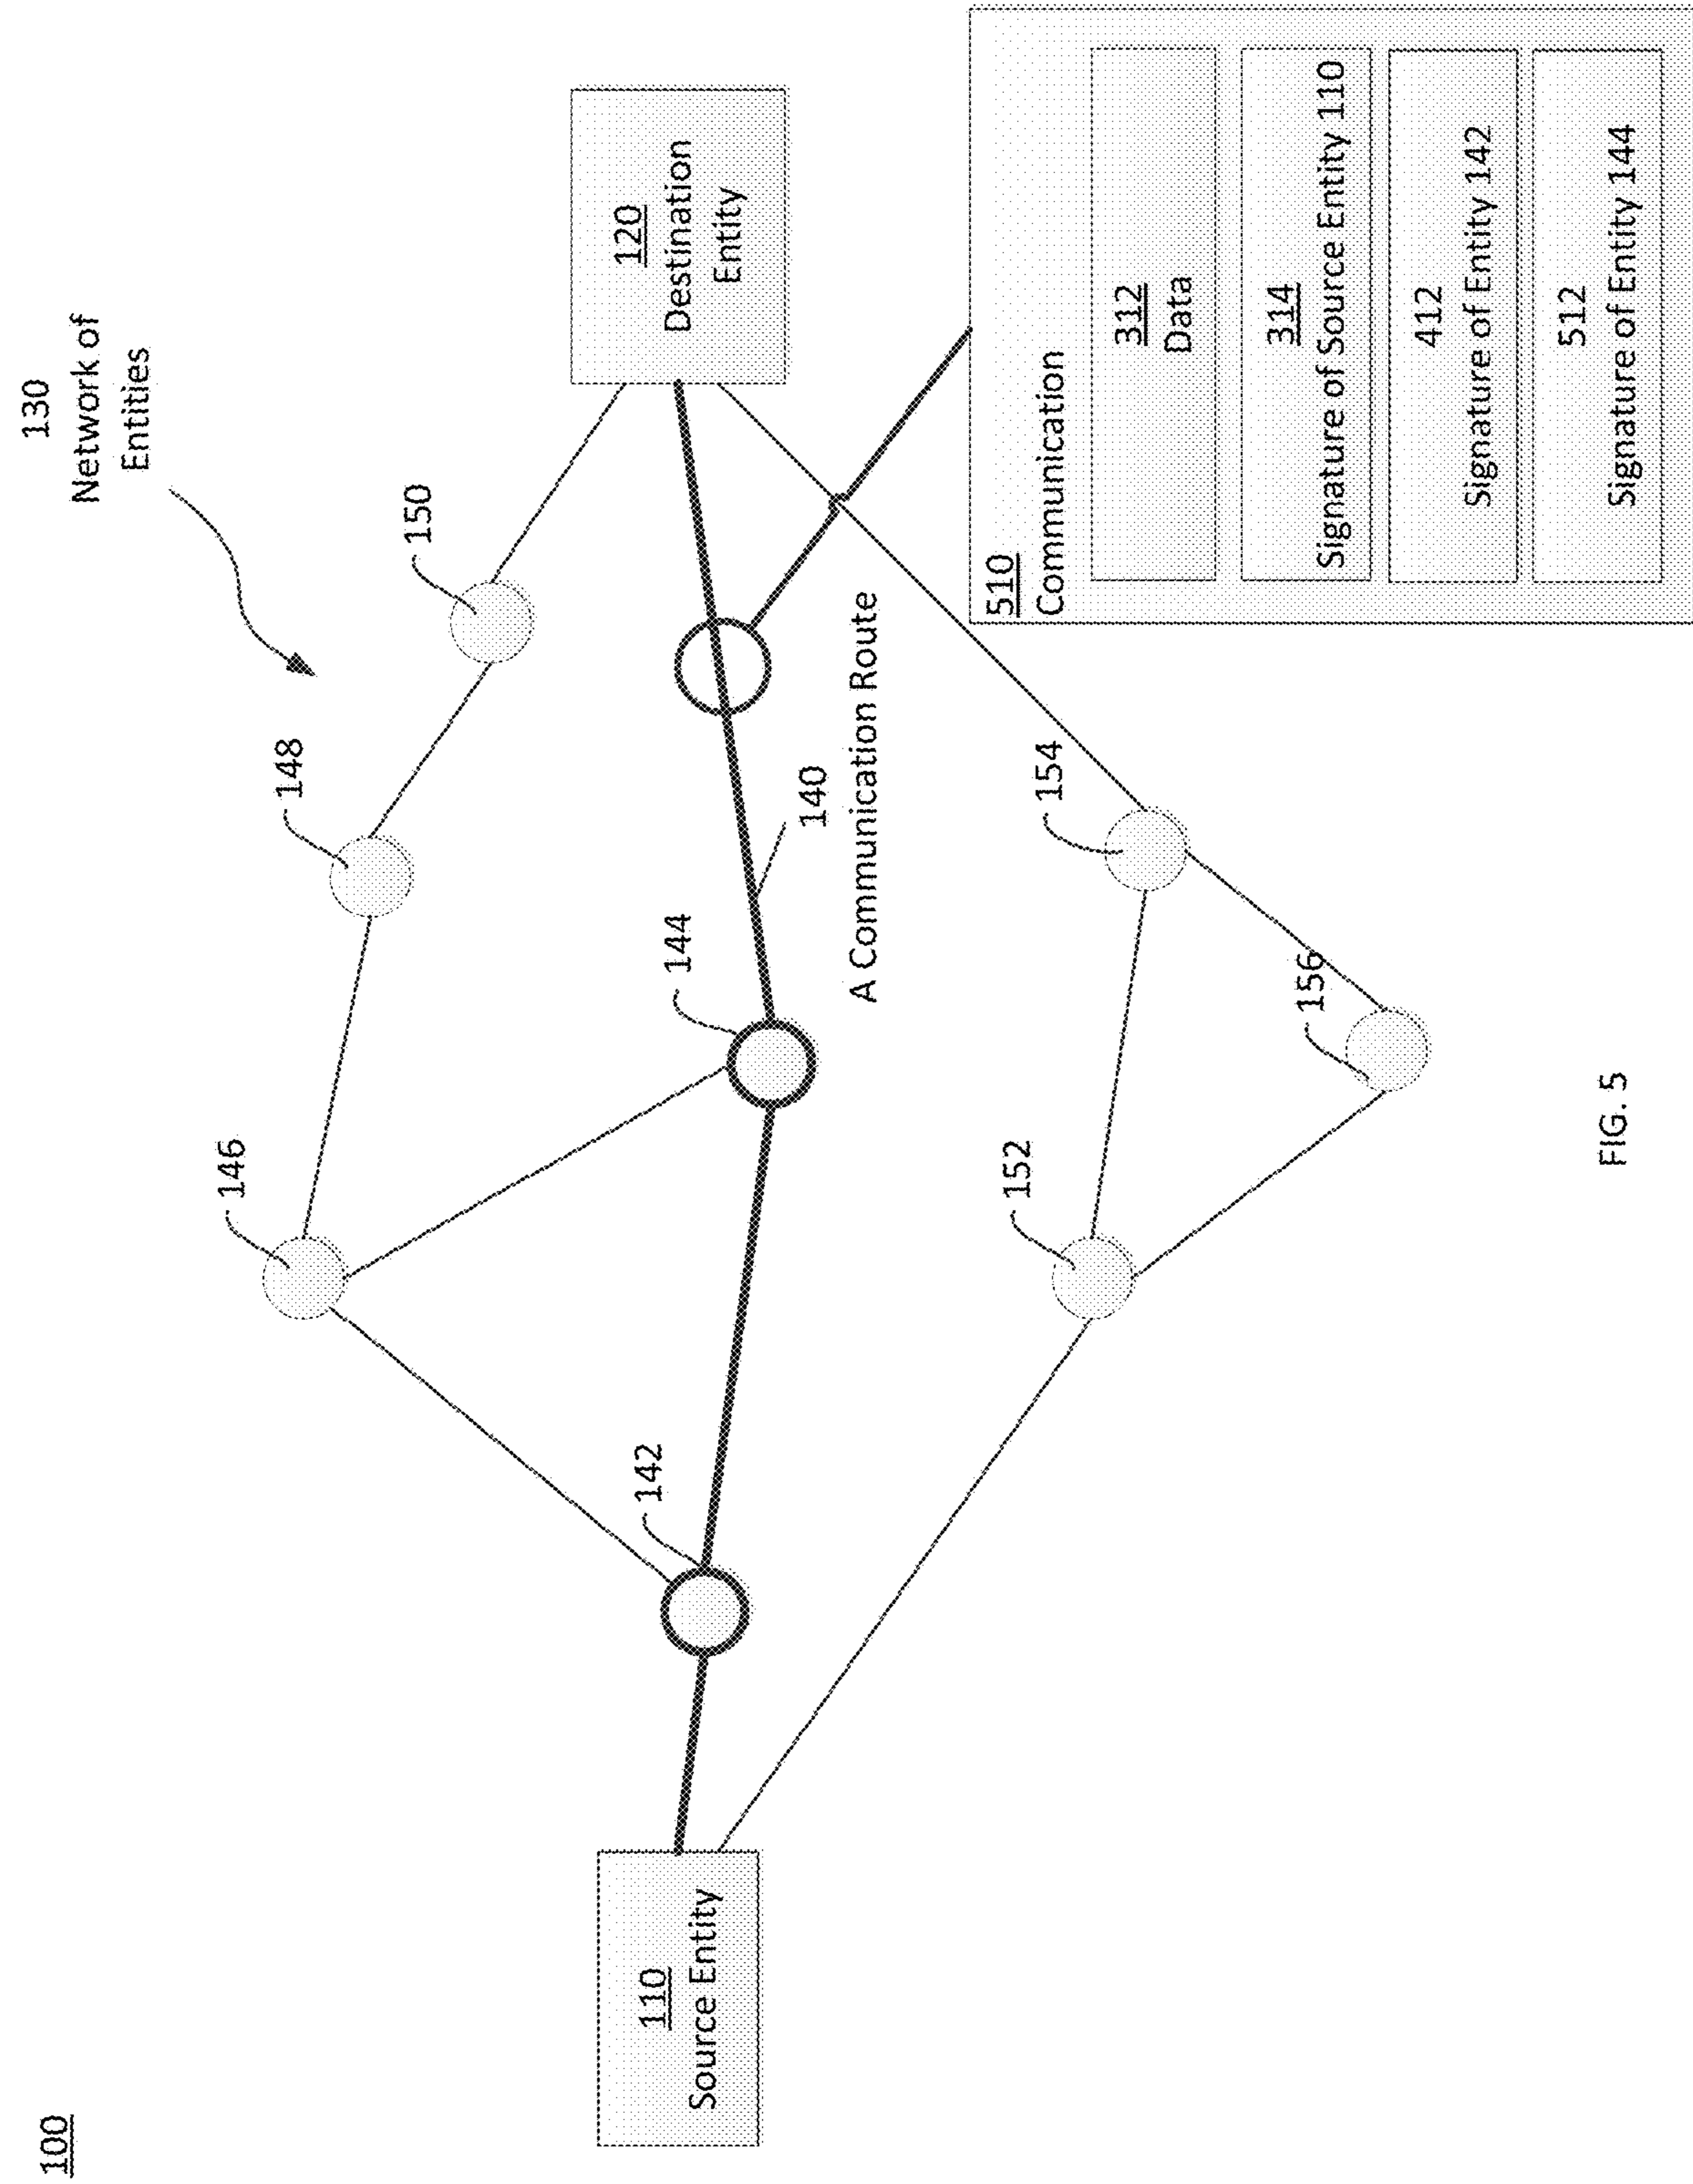 100
130
Network of
Entities
146
148
150
110
Source Entity
142
144
120
Destination
Entity
140
A Communication Route
152
154
156
510
Communication
312
Data
314
Signature of Source Entity 110
412
Signature of Entity 142
512
Signature of Entity 144
FIG. 5